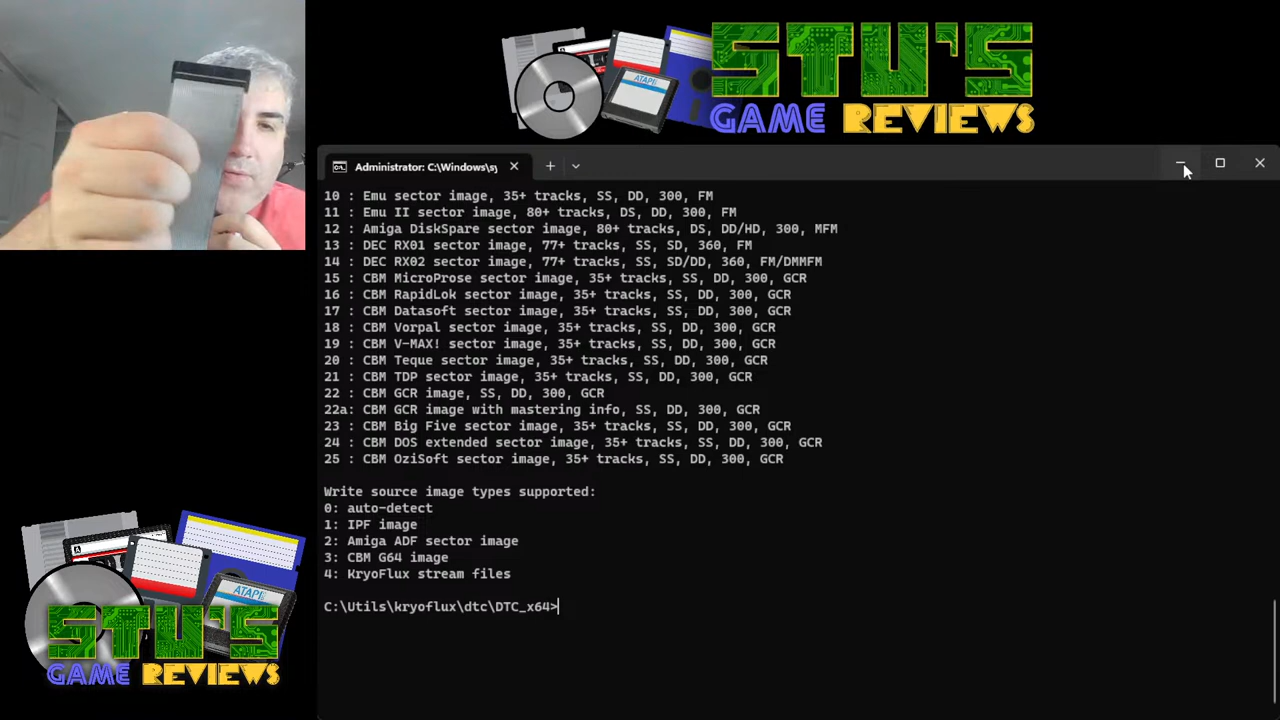 STU'S
GAME REVIEWS
ATAPI
Administrator: C:\Windows\sy
10 : Emu sector image, 35+ tracks, SS, DD, 300, FM
11 : Emu II sector image, 80+ tracks, DS, DD, 300, FM
12 : Amiga DiskSpare sector image, 80+ tracks, DS, DD/HD, 300, MFM
13 : DEC RX01 sector image, 77+ tracks, SS, SD, 360, FM
14 : DEC RX02 sector image, 77+ tracks, SS, SD/DD, 360, FM/DMMFM
15 : CBM MicroProse sector image, 35+ tracks, SS, DD, 300, GCR
16 : CBM RapidLok sector image, 35+ tracks, SS, DD, 300, GCR
17 : CBM Datasoft sector image, 35+ tracks, SS, DD, 300, GCR
18 : CBM Vorpal sector image, 35+ tracks, SS, DD, 300, GCR
19 : CBM V-MAX! sector image, 35+ tracks, SS, DD, 300, GCR
20 : CBM Teque sector image, 35+ tracks, SS, DD, 300, GCR
21 : CBM TDP sector image, 35+ tracks, SS, DD, 300, GCR
22 : CBM GCR image, SS, DD, 300, GCR
22a: CBM GCR image with mastering info, SS, DD, 300, GCR
23 : CBM Big Five sector image, 35+ tracks, SS, DD, 300, GCR
24 : CBM DOS extended sector image, 35+ tracks, SS, DD, 300, GCR
25 : CBM OziSoft sector image, 35+ tracks, SS, DD, 300, GCR
Write source image types supported:
0: auto-detect
1: IPF image
2: Amiga ADF sector image
3: CBM G64 image
4: KryoFlux stream files
C:\Utils\kryoflux\dtc\DTC_x64>
ATAPI
STU'S
GAME REVIEWS